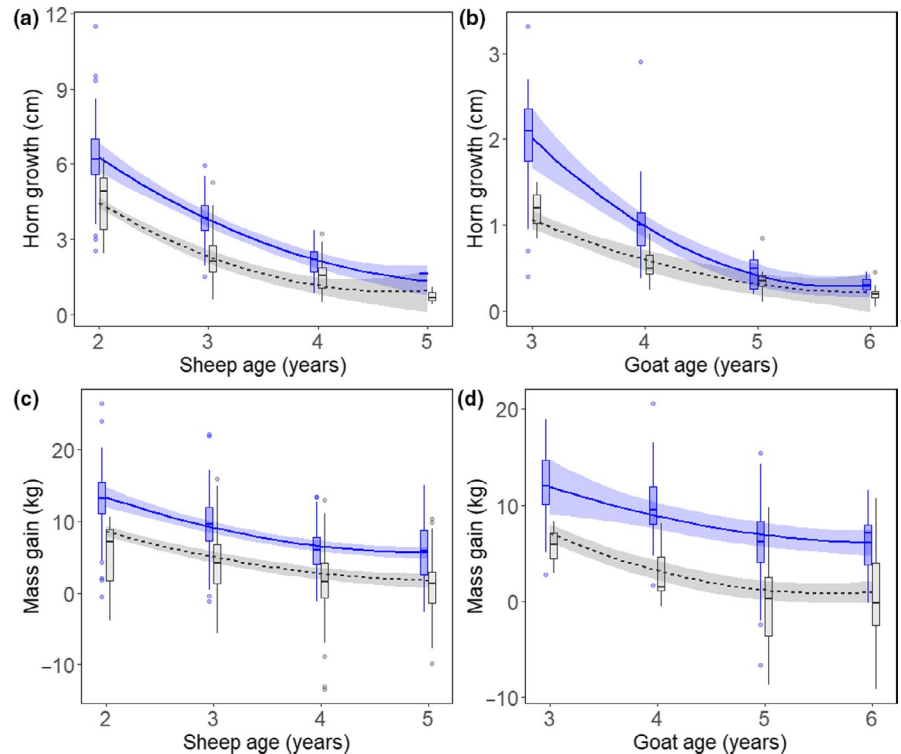 (a)
Horn growth (cm)
12
9
6
3
0
2 3 4 5
Sheep age (years)
(b)
Horn growth (cm)
3
2
1
0
3 4 5 6
Goat age (years)
(c)
Mass gain (kg)
20
10
0
−10
2 3 4 5
Sheep age (years)
(d)
Mass gain (kg)
20
10
0
−10
3 4 5 6
Goat age (years)